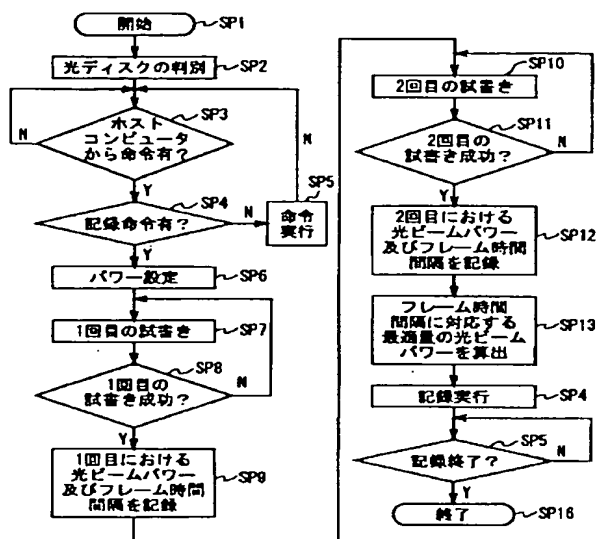 開始
SP1
光ディスクの判別
SP2
SP3
ホスト
コンピュータ
から命令有?
N
N
Y
SP4
SP5
記録命令有?
N
命令
実行
Y
パワー設定
SP6
1回目の試書き
SP7
SP8
1回目の
試書き成功?
N
Y
1回目における
光ビームパワー
及びフレーム時間
間隔を記録
SP9
SP10
2回目の試書き
SP11
2回目の
試書き成功?
N
Y
2回目における
光ビームパワー
及びフレーム時間
間隔を記録
SP12
フレーム時間
間隔に対応する
最適量の光ビーム
パワーを算出
SP13
記録実行
SP4
SP5
記録終了?
N
Y
終了
SP16